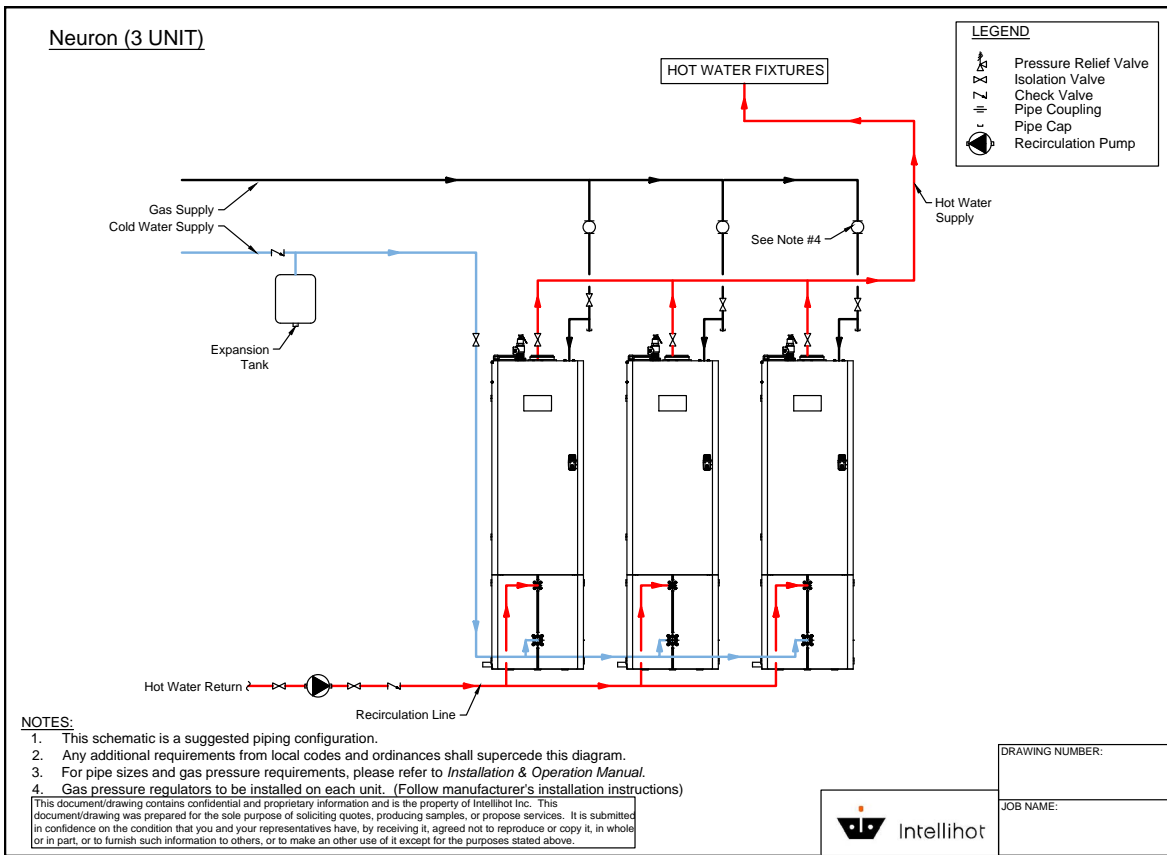 Neuron (3 UNIT)
HOT WATER FIXTURES
LEGEND
Pressure Relief Valve
Isolation Valve
Check Valve
Pipe Coupling
Pipe Cap
Recirculation Pump
Gas Supply
Cold Water Supply
Expansion
Tank
See Note #4
Hot Water
Supply
Hot Water Return
Recirculation Line
NOTES:
1. This schematic is a suggested piping configuration.
2. Any additional requirements from local codes and ordinances shall supercede this diagram.
3. For pipe sizes and gas pressure requirements, please refer to Installation & Operation Manual.
4. Gas pressure regulators to be installed on each unit. (Follow manufacturer's installation instructions)
This document/drawing contains confidential and proprietary information and is the property of Intellihot Inc. This
document/drawing was prepared for the sole purpose of soliciting quotes, producing samples, or propose services. It is submitted
in confidence on the condition that you and your representatives have, by receiving it, agreed not to reproduce or copy it, in whole
or in part, or to furnish such information to others, or to make an other use of it except for the purposes stated above.
Intellihot
DRAWING NUMBER:
JOB NAME: